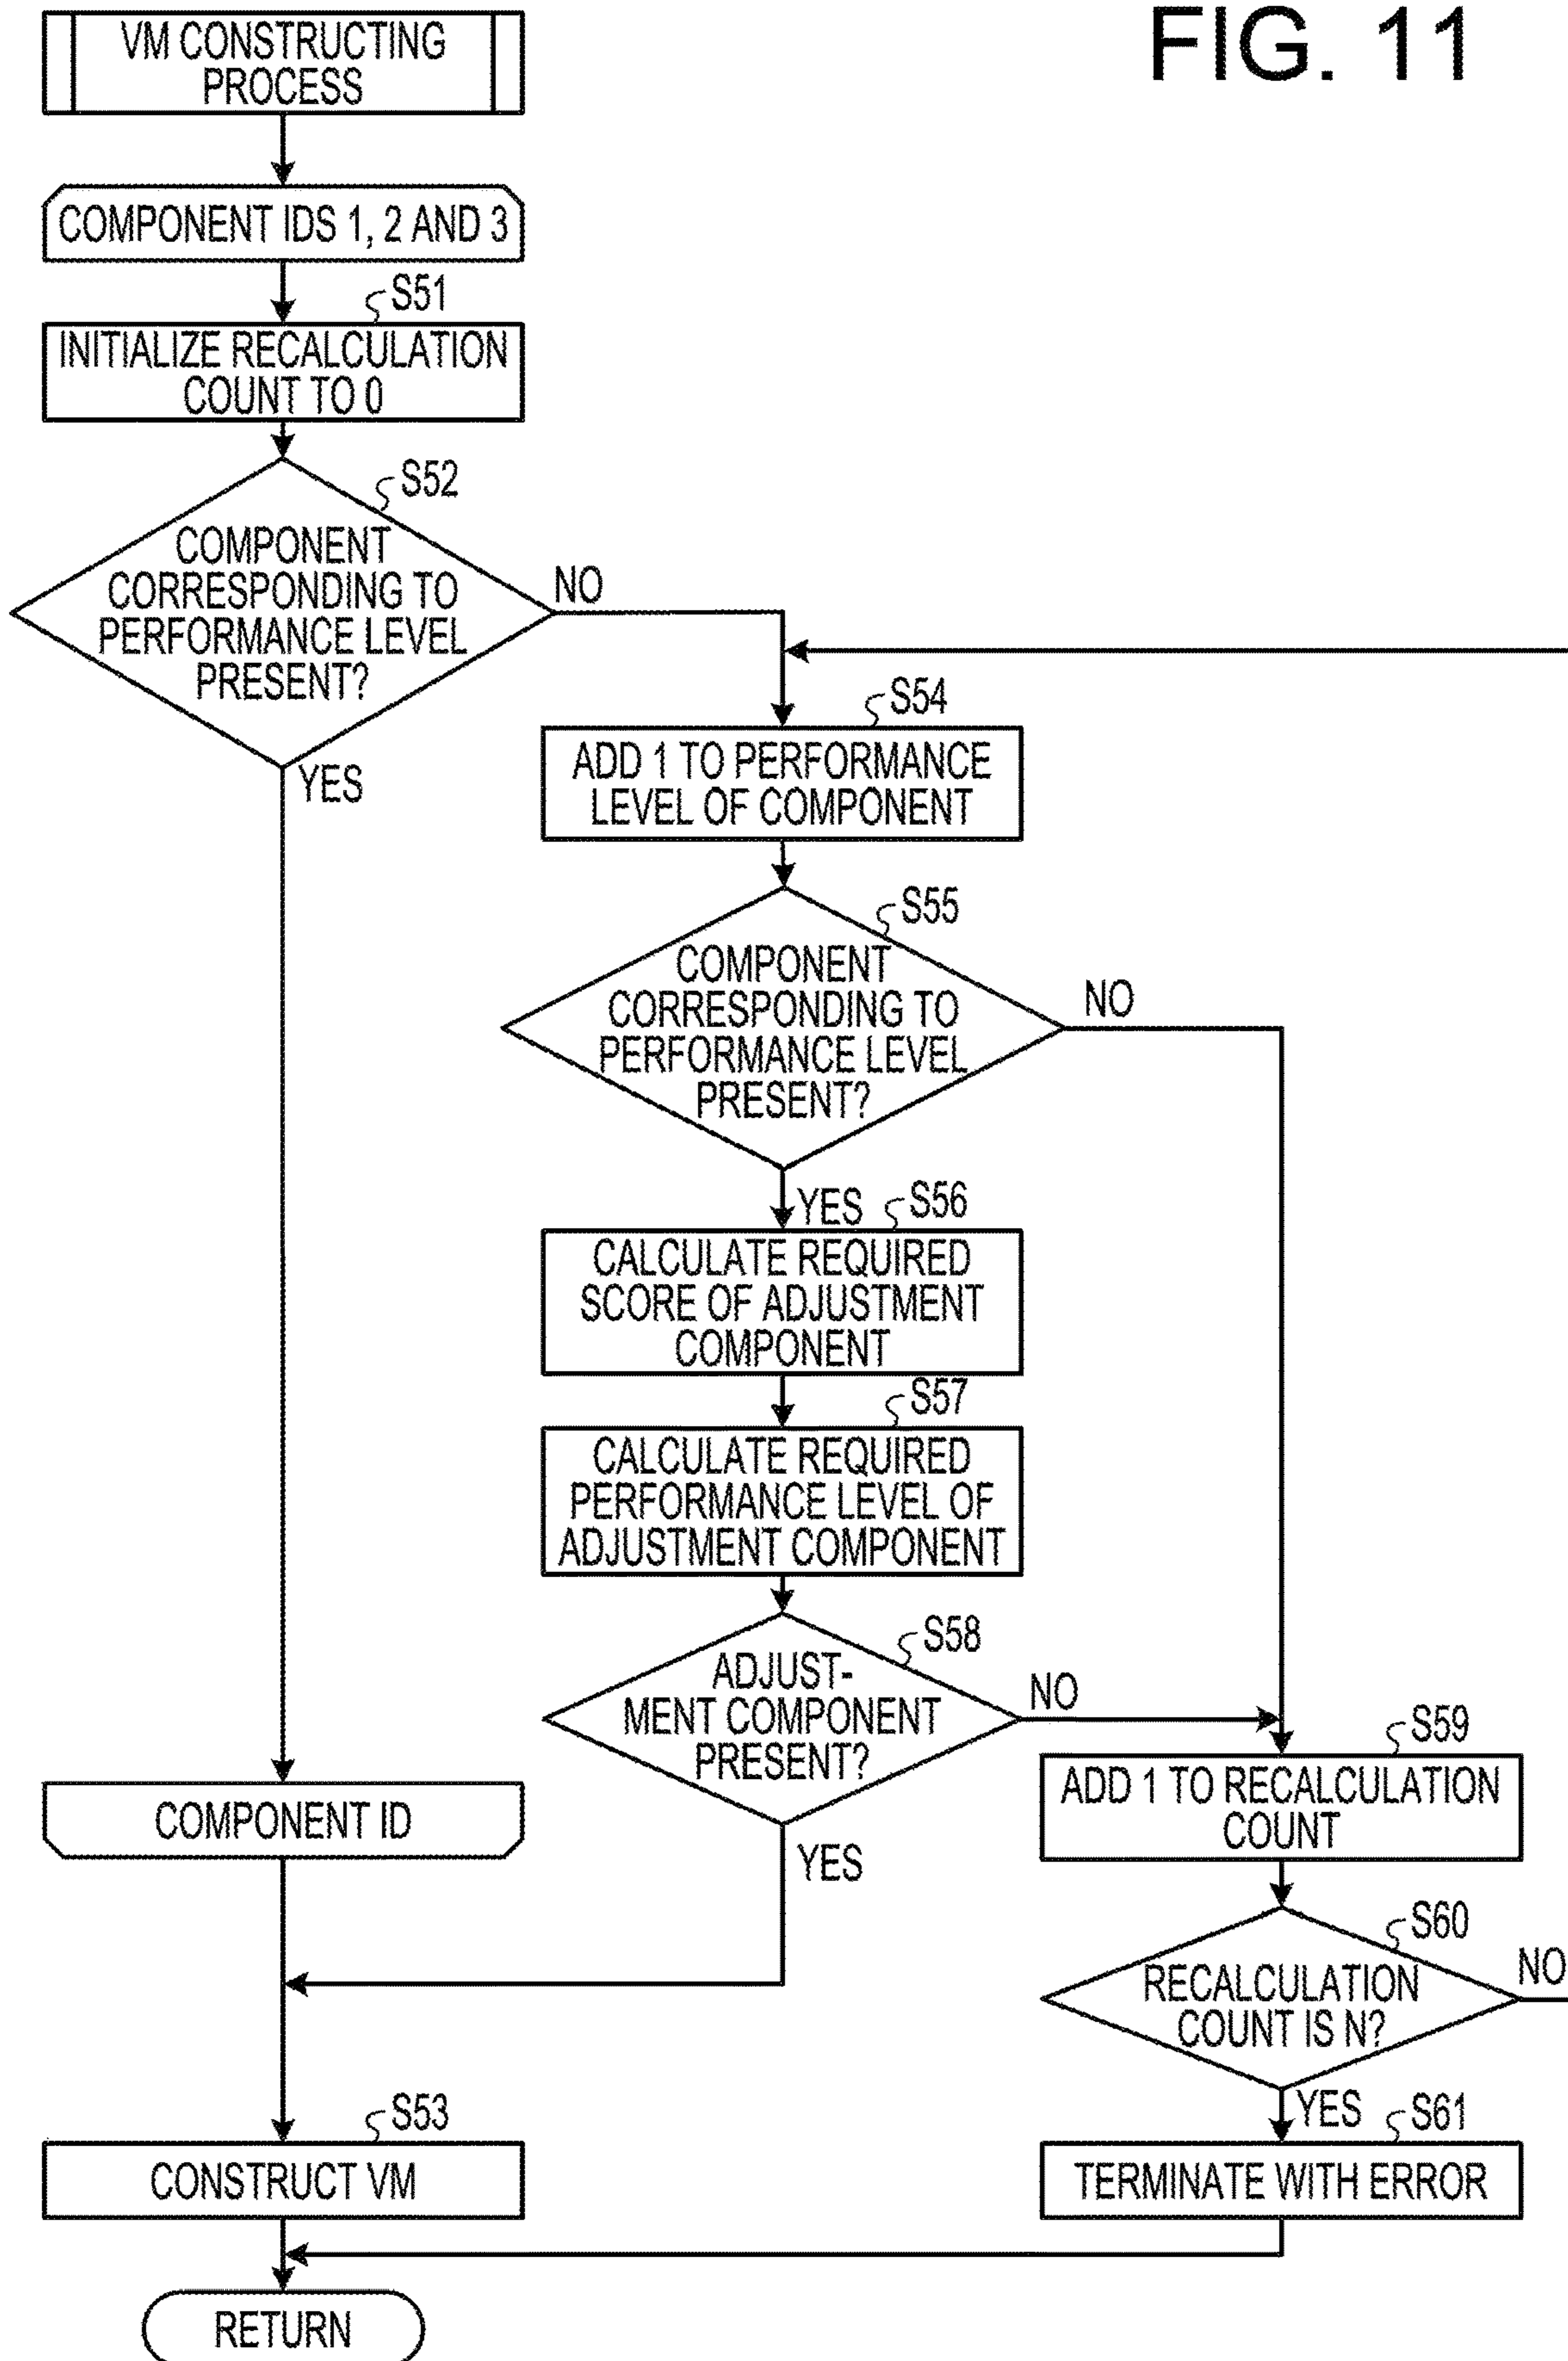 FIG. 11
VM CONSTRUCTING
PROCESS
COMPONENT IDS 1, 2 AND 3
S51
INITIALIZE RECALCULATION
COUNT TO 0
S52
COMPONENT
CORRESPONDING TO
PERFORMANCE LEVEL
PRESENT?
NO
YES
S54
ADD 1 TO PERFORMANCE
LEVEL OF COMPONENT
S55
COMPONENT
CORRESPONDING TO
PERFORMANCE LEVEL
PRESENT?
NO
YES
S56
CALCULATE REQUIRED
SCORE OF ADJUSTMENT
COMPONENT
S57
CALCULATE REQUIRED
PERFORMANCE LEVEL OF
ADJUSTMENT COMPONENT
S58
ADJUST-
MENT COMPONENT
PRESENT?
NO
YES
S59
ADD 1 TO RECALCULATION
COUNT
COMPONENT ID
S60
RECALCULATION
COUNT IS N?
NO
YES
S53
CONSTRUCT VM
S61
TERMINATE WITH ERROR
RETURN